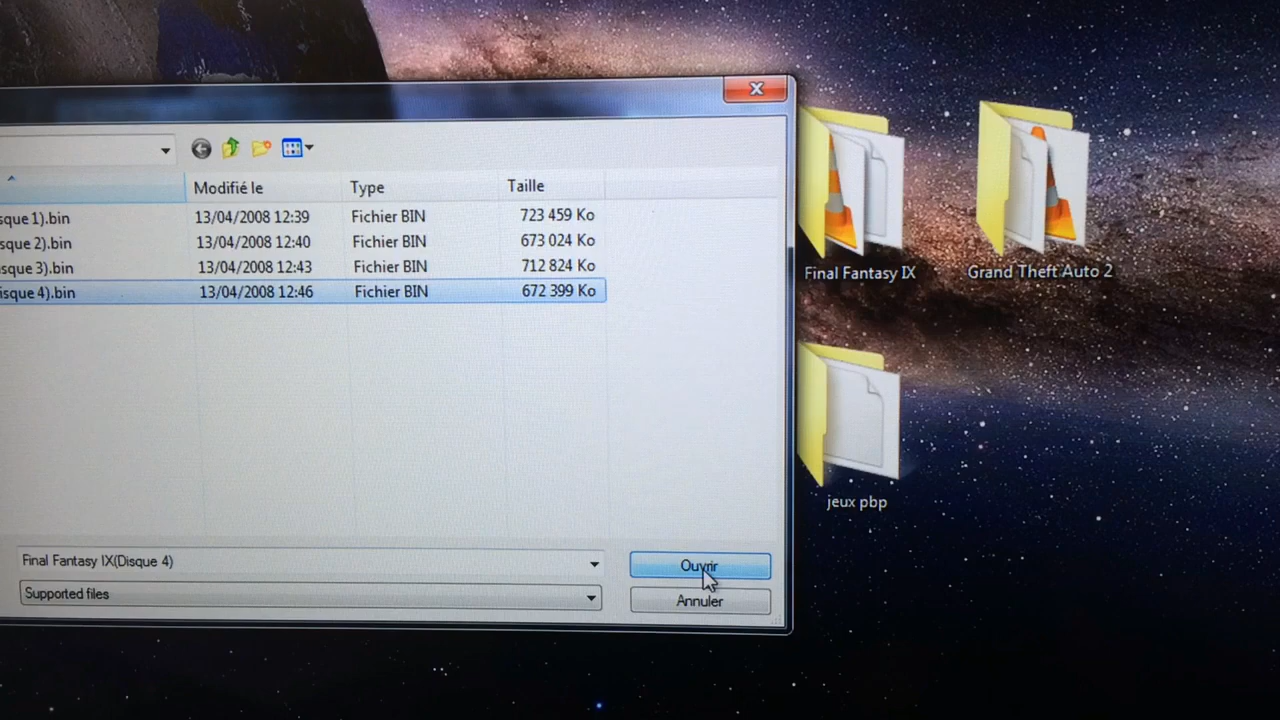 Modifié le Type Taille
sque 1).bin 13/04/2008 12:39 Fichier BIN 723 459 Ko
sque 2).bin 13/04/2008 12:40 Fichier BIN 673 024 Ko
sque 3).bin 13/04/2008 12:43 Fichier BIN 712 824 Ko
isque 4).bin 13/04/2008 12:46 Fichier BIN 672 399 Ko
Final Fantasy IX(Disque 4)
Ouvrir
Supported files
Annuler
Final Fantasy IX
Grand Theft Auto 2
jeux pbp